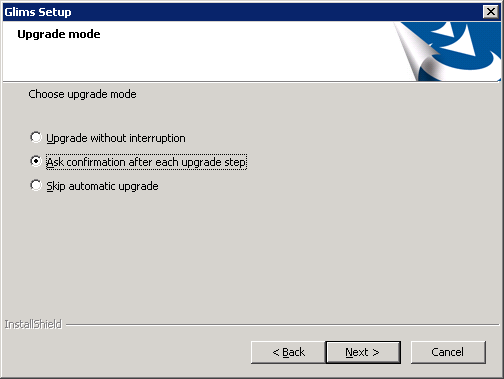 Glims Setup
Upgrade mode
Choose upgrade mode
Upgrade without interruption
Ask confirmation after each upgrade step
Skip automatic upgrade
InstallShield
< Back
Next >
Cancel